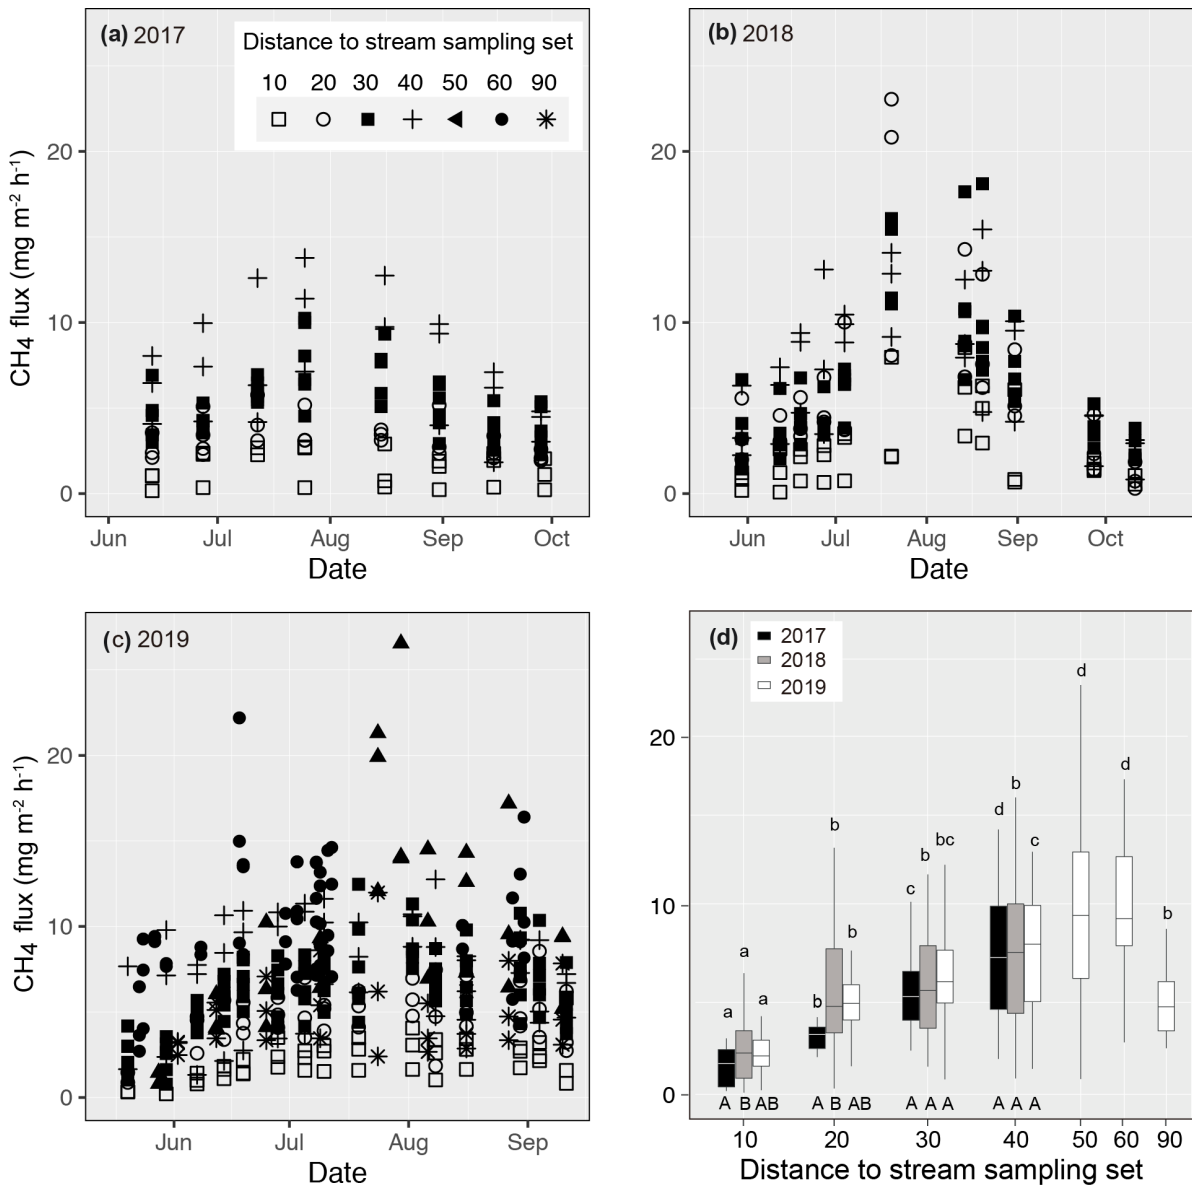 (a) 2017
Distance to stream sampling set
10 20 30 40 50 60 90
20
10
0
CH4 flux (mg m-2 h-1)
Jun Jul Aug Sep Oct
Date
(b) 2018
20
10
0
Jun Jul Aug Sep Oct
Date
(c) 2019
20
10
0
CH4 flux (mg m-2 h-1)
Jun Jul Aug Sep
Date
(d)
2017
2018
2019
20
10
0
a a a
b b b
c b bc
d b c
d
d
b
A B AB A B AB A A A A A A
10 20 30 40 50 60 90
Distance to stream sampling set